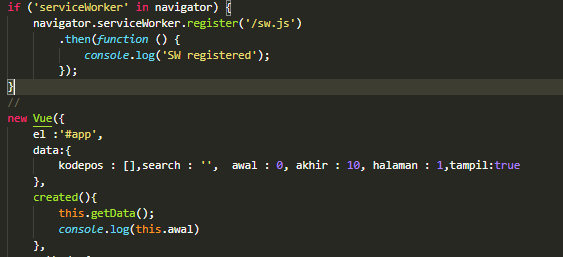 if ('serviceWorker' in navigator) {
    navigator.serviceWorker.register('/sw.js')
        .then(function () {
            console.log('SW registered');
        });
}
//
new Vue({
    el :'#app',
    data:{
        kodepos : [],search : '',  awal : 0, akhir : 10, halaman : 1,tampil:true
    },
    created(){
        this.getData();
        console.log(this.awal)
    },